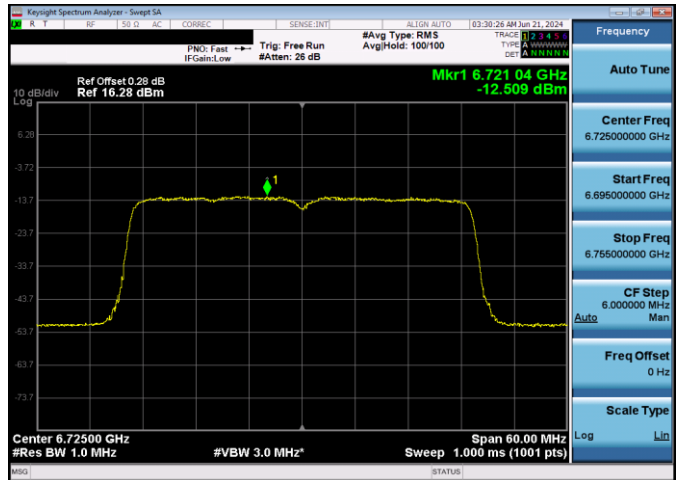 Keysight Spectrum Analyzer - Swept SA
R T RF 50 Ω AC CORREC SENSE:INT ALIGN AUTO 03:30:26 AM Jun 21, 2024
PNO: Fast
IFGain:Low
Trig: Free Run
#Atten: 26 dB
#Avg Type: RMS
Avg|Hold: 100/100
TRACE 1 2 3 4 5 6
TYPE A WWWWW
DET A N N N N N
Mkr1 6.721 04 GHz
-12.509 dBm
Ref Offset 0.28 dB
10 dB/div Ref 16.28 dBm
Log
6.28
-3.72
-13.7
-23.7
-33.7
-43.7
-53.7
-63.7
-73.7
1
Center 6.72500 GHz Span 60.00 MHz
#Res BW 1.0 MHz #VBW 3.0 MHz* Sweep 1.000 ms (1001 pts)
MSG STATUS
Frequency
Auto Tune
Center Freq
6.725000000 GHz
Start Freq
6.695000000 GHz
Stop Freq
6.755000000 GHz
CF Step
6.000000 MHz
Auto Man
Freq Offset
0 Hz
Scale Type
Log Lin